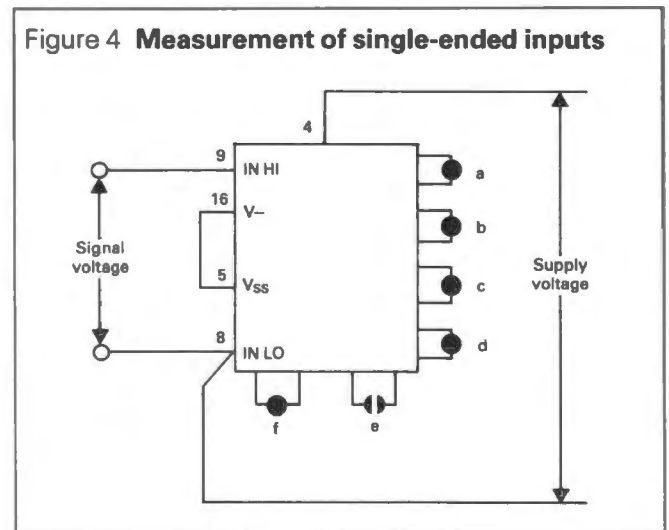 Figure 4 Measurement of single-ended inputs
4
9
IN HI
a
16
V–
b
Signal
voltage
Supply
voltage
5
VSS
c
8
IN LO
d
f
e